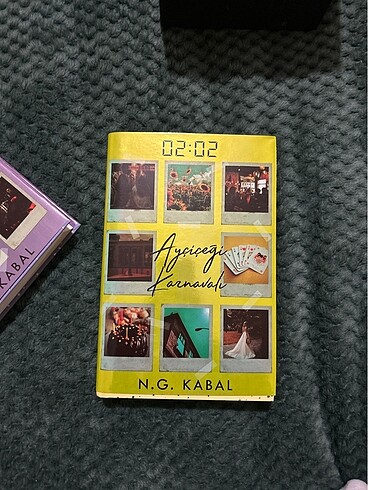 02:02
Ayçiçeği
Karnavalı
N.G. KABAL
KABAL